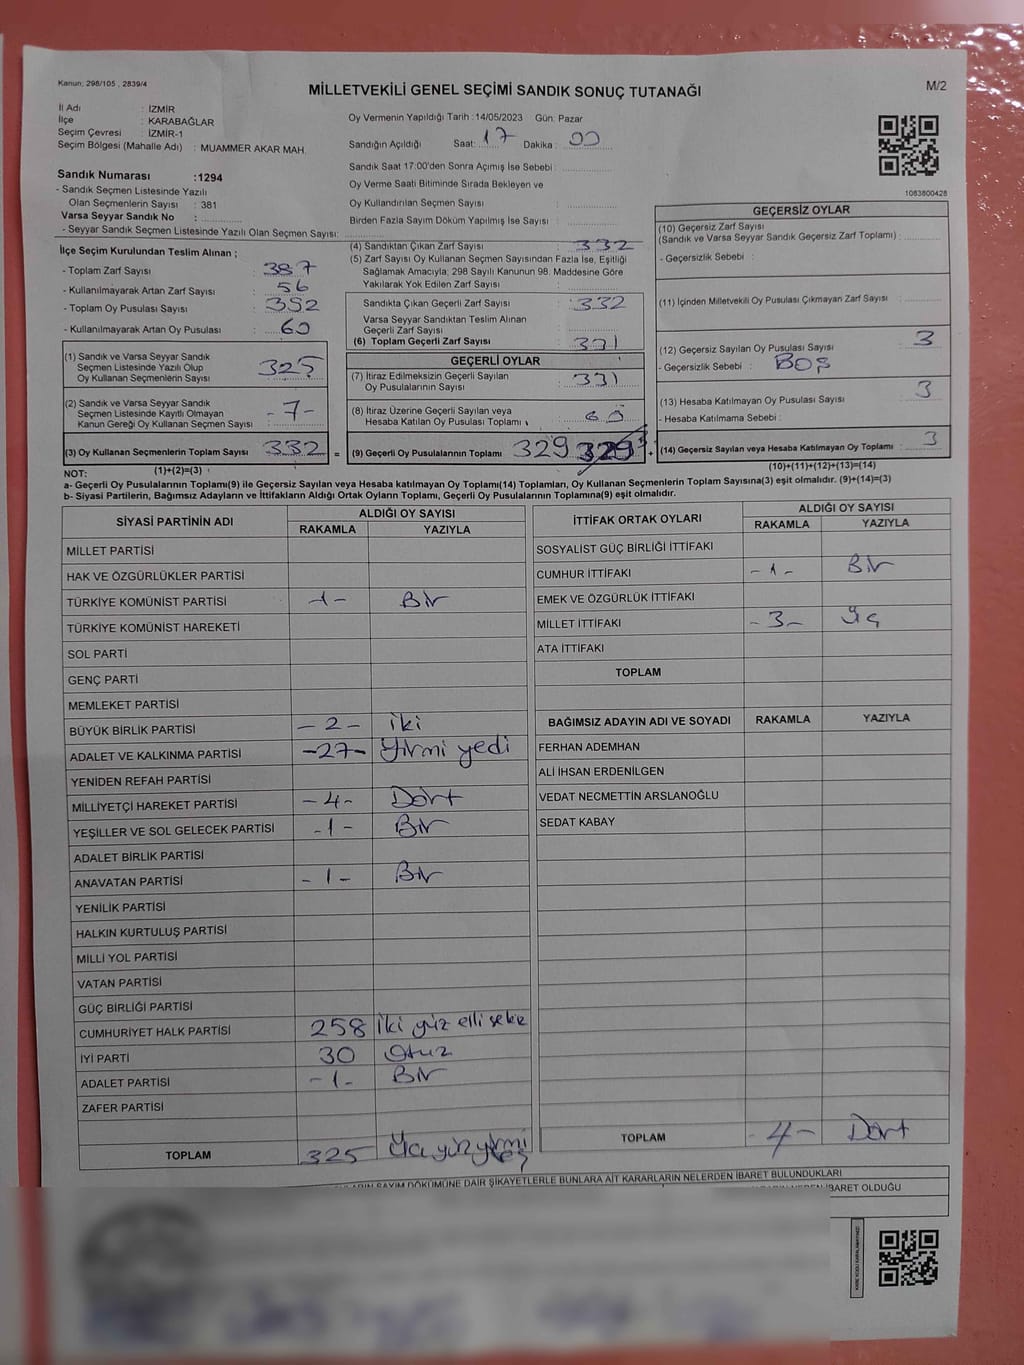 Kanun: 298/105 , 2839/4
MİLLETVEKİLİ GENEL SEÇİMİ SANDIK SONUÇ TUTANAĞI
M/2
İl Adı : İZMİR
İlçe : KARABAĞLAR
Seçim Çevresi : İZMİR-1
Seçim Bölgesi (Mahalle Adı) : MUAMMER AKAR MAH.
Sandık Numarası :1294
- Sandık Seçmen Listesinde Yazılı
Olan Seçmenlerin Sayısı : 381
Varsa Seyyar Sandık No :
- Seyyar Sandık Seçmen Listesinde Yazılı Olan Seçmen Sayısı:
Oy Vermenin Yapıldığı Tarih : 14/05/2023 Gün: Pazar
Sandığın Açıldığı Saat: 17 Dakika : 00
Sandık Saat 17:00'den Sonra Açımış İse Sebebi :
Oy Verme Saati Bitiminde Sırada Bekleyen ve
Oy Kullandırılan Seçmen Sayısı :
Birden Fazla Sayım Döküm Yapılmış İse Sayısı :
1083800428
İlçe Seçim Kurulundan Teslim Alınan ;
- Toplam Zarf Sayısı : 387
- Kullanılmayarak Artan Zarf Sayısı : 56
- Toplam Oy Pusulası Sayısı : 392
- Kullanılmayarak Artan Oy Pusulası : 60
(1) Sandık ve Varsa Seyyar Sandık
Seçmen Listesinde Yazılı Olup
Oy Kullanan Seçmenlerin Sayısı : 325
(2) Sandık ve Varsa Seyyar Sandık
Seçmen Listesinde Kayıtlı Olmayan
Kanun Gereği Oy Kullanan Seçmen Sayısı : -7-
(3) Oy Kullanan Seçmenlerin Toplam Sayısı : 332 =
(4) Sandıktan Çıkan Zarf Sayısı : 332
(5) Zarf Sayısı Oy Kullanan Seçmen Sayısından Fazla İse, Eşitliği
Sağlamak Amacıyla; 298 Sayılı Kanunun 98. Maddesine Göre
Yakılarak Yok Edilen Zarf Sayısı :
Sandıkta Çıkan Geçerli Zarf Sayısı : 332
Varsa Seyyar Sandıktan Teslim Alınan
Geçerli Zarf Sayısı :
(6) Toplam Geçerli Zarf Sayısı : 331
GEÇERLİ OYLAR
(7) İtiraz Edilmeksizin Geçerli Sayılan
Oy Pusulalarının Sayısı : 331
(8) İtiraz Üzerine Geçerli Sayılan veya
Hesaba Katılan Oy Pusulası Toplamı :
(9) Geçerli Oy Pusulalarının Toplamı : 329 329 +
GEÇERSİZ OYLAR
(10) Geçersiz Zarf Sayısı
(Sandık ve Varsa Seyyar Sandık Geçersiz Zarf Toplamı) :
- Geçersizlik Sebebi :
(11) İçinden Milletvekili Oy Pusulası Çıkmayan Zarf Sayısı :
(12) Geçersiz Sayılan Oy Pusulası Sayısı : 3
- Geçersizlik Sebebi : BOŞ
(13) Hesaba Katılmayan Oy Pusulası Sayısı : 3
- Hesaba Katılmama Sebebi :
(14) Geçersiz Sayılan veya Hesaba Katılmayan Oy Toplamı : 3
NOT: (1)+(2)=(3)
(10)+(11)+(12)+(13)=(14)
a- Geçerli Oy Pusulalarının Toplamı(9) ile Geçersiz Sayılan veya Hesaba katılmayan Oy Toplamı(14) Toplamları, Oy Kullanan Seçmenlerin Toplam Sayısına(3) eşit olmalıdır. (9)+(14)=(3)
b- Siyasi Partilerin, Bağımsız Adayların ve İttifakların Aldığı Ortak Oyların Toplamı, Geçerli Oy Pusulalarının Toplamına(9) eşit olmalıdır.
SİYASİ PARTİNİN ADI ALDIĞI OY SAYISI
RAKAMLA YAZIYLA
MİLLET PARTİSİ
HAK VE ÖZGÜRLÜKLER PARTİSİ
TÜRKİYE KOMÜNİST PARTİSİ -1- Bir
TÜRKİYE KOMÜNİST HAREKETİ
SOL PARTİ
GENÇ PARTİ
MEMLEKET PARTİSİ
BÜYÜK BİRLİK PARTİSİ -2- iki
ADALET VE KALKINMA PARTİSİ -27- Yirmi yedi
YENİDEN REFAH PARTİSİ
MİLLİYETÇİ HAREKET PARTİSİ -4- Dört
YEŞİLLER VE SOL GELECEK PARTİSİ -1- Bir
ADALET BİRLİK PARTİSİ
ANAVATAN PARTİSİ -1- Bir
YENİLİK PARTİSİ
HALKIN KURTULUŞ PARTİSİ
MİLLİ YOL PARTİSİ
VATAN PARTİSİ
GÜÇ BİRLİĞİ PARTİSİ
CUMHURİYET HALK PARTİSİ 258 iki yüz elli sekiz
İYİ PARTİ 30 Otuz
ADALET PARTİSİ -1- Bir
ZAFER PARTİSİ
TOPLAM 325
İTTİFAK ORTAK OYLARI ALDIĞI OY SAYISI
RAKAMLA YAZIYLA
SOSYALİST GÜÇ BİRLİĞİ İTTİFAKI
CUMHUR İTTİFAKI -1- Bir
EMEK VE ÖZGÜRLÜK İTTİFAKI
MİLLET İTTİFAKI -3- Üç
ATA İTTİFAKI
TOPLAM
BAĞIMSIZ ADAYIN ADI VE SOYADI RAKAMLA YAZIYLA
FERHAN ADEMHAN
ALİ İHSAN ERDENİLGEN
VEDAT NECMETTİN ARSLANOĞLU
SEDAT KABAY
TOPLAM -4- Dört
SAYIM DÖKÜMÜNE DAİR ŞİKAYETLERLE BUNLARA AİT KARARLARIN NELERDEN İBARET BULUNDUKLARI
İBARET OLDUĞU